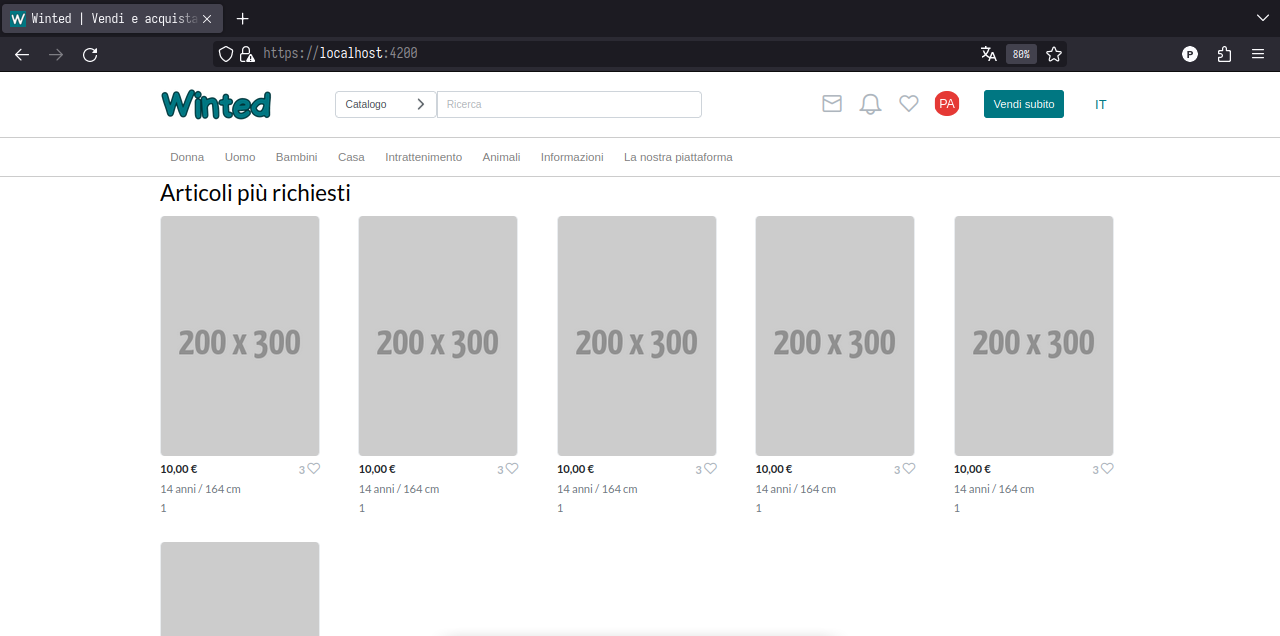 W Winted | Vendi e acquista
https://localhost:4200
80%
P
Winted
Catalogo
Ricerca
PA
Vendi subito
IT
Donna Uomo Bambini Casa Intrattenimento Animali Informazioni La nostra piattaforma
Articoli più richiesti
200 x 300 200 x 300 200 x 300 200 x 300 200 x 300
10,00 € 3 10,00 € 3 10,00 € 3 10,00 € 3 10,00 € 3
14 anni / 164 cm 14 anni / 164 cm 14 anni / 164 cm 14 anni / 164 cm 14 anni / 164 cm
1 1 1 1 1